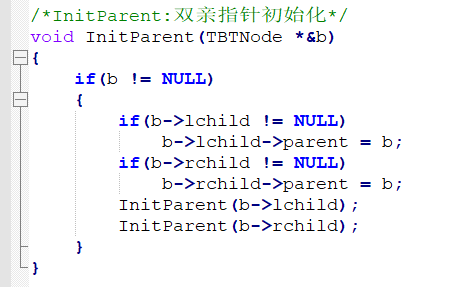 /*InitParent:双亲指针初始化*/
void InitParent(TBTNode *&b)
{
    if(b != NULL)
    {
        if(b->lchild != NULL)
            b->lchild->parent = b;
        if(b->rchild != NULL)
            b->rchild->parent = b;
        InitParent(b->lchild);
        InitParent(b->rchild);
    }
}